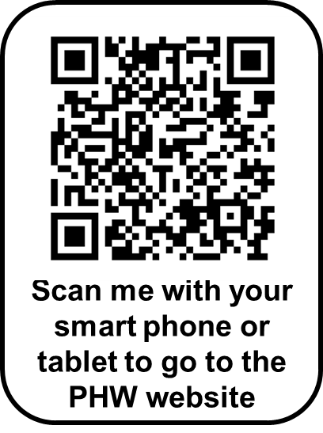 Scan me with your
smart phone or
tablet to go to the
PHW website